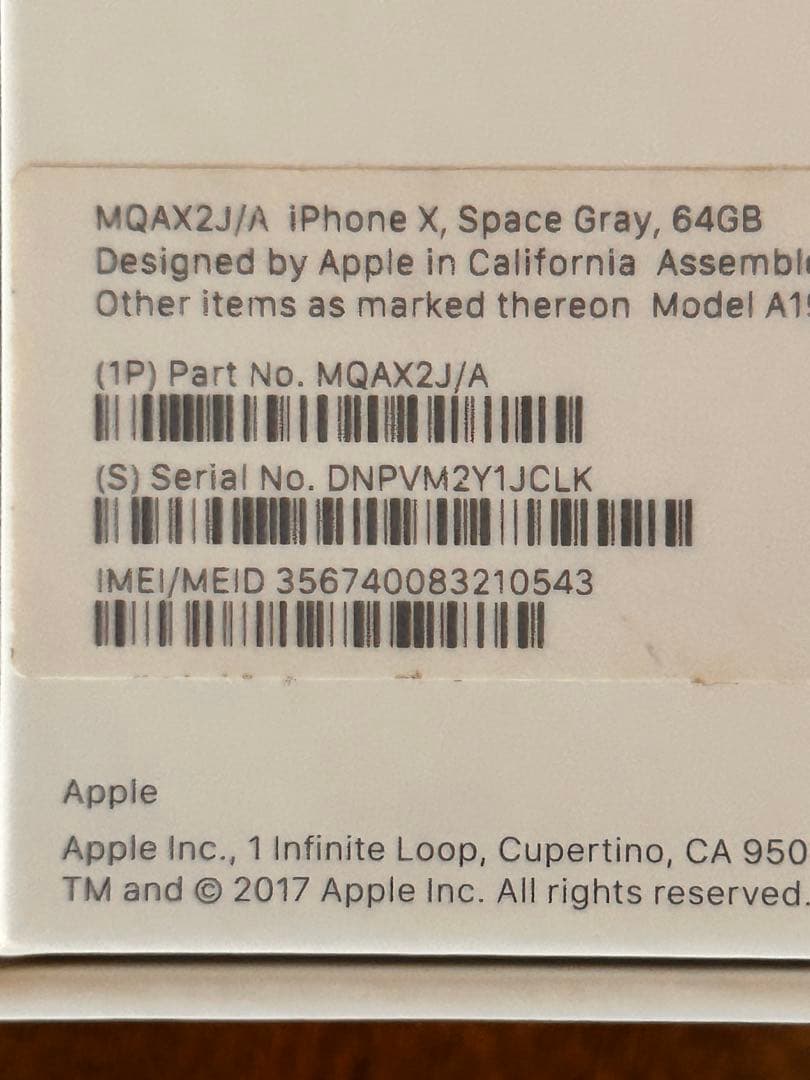 MQAX2J/A iPhone X, Space Gray, 64GB
Designed by Apple in California Assembl
Other items as marked thereon Model A1
(1P) Part No. MQAX2J/A
(S) Serial No. DNPVM2Y1JCLK
IMEI/MEID 356740083210543
Apple
Apple Inc., 1 Infinite Loop, Cupertino, CA 950
TM and © 2017 Apple Inc. All rights reserved.